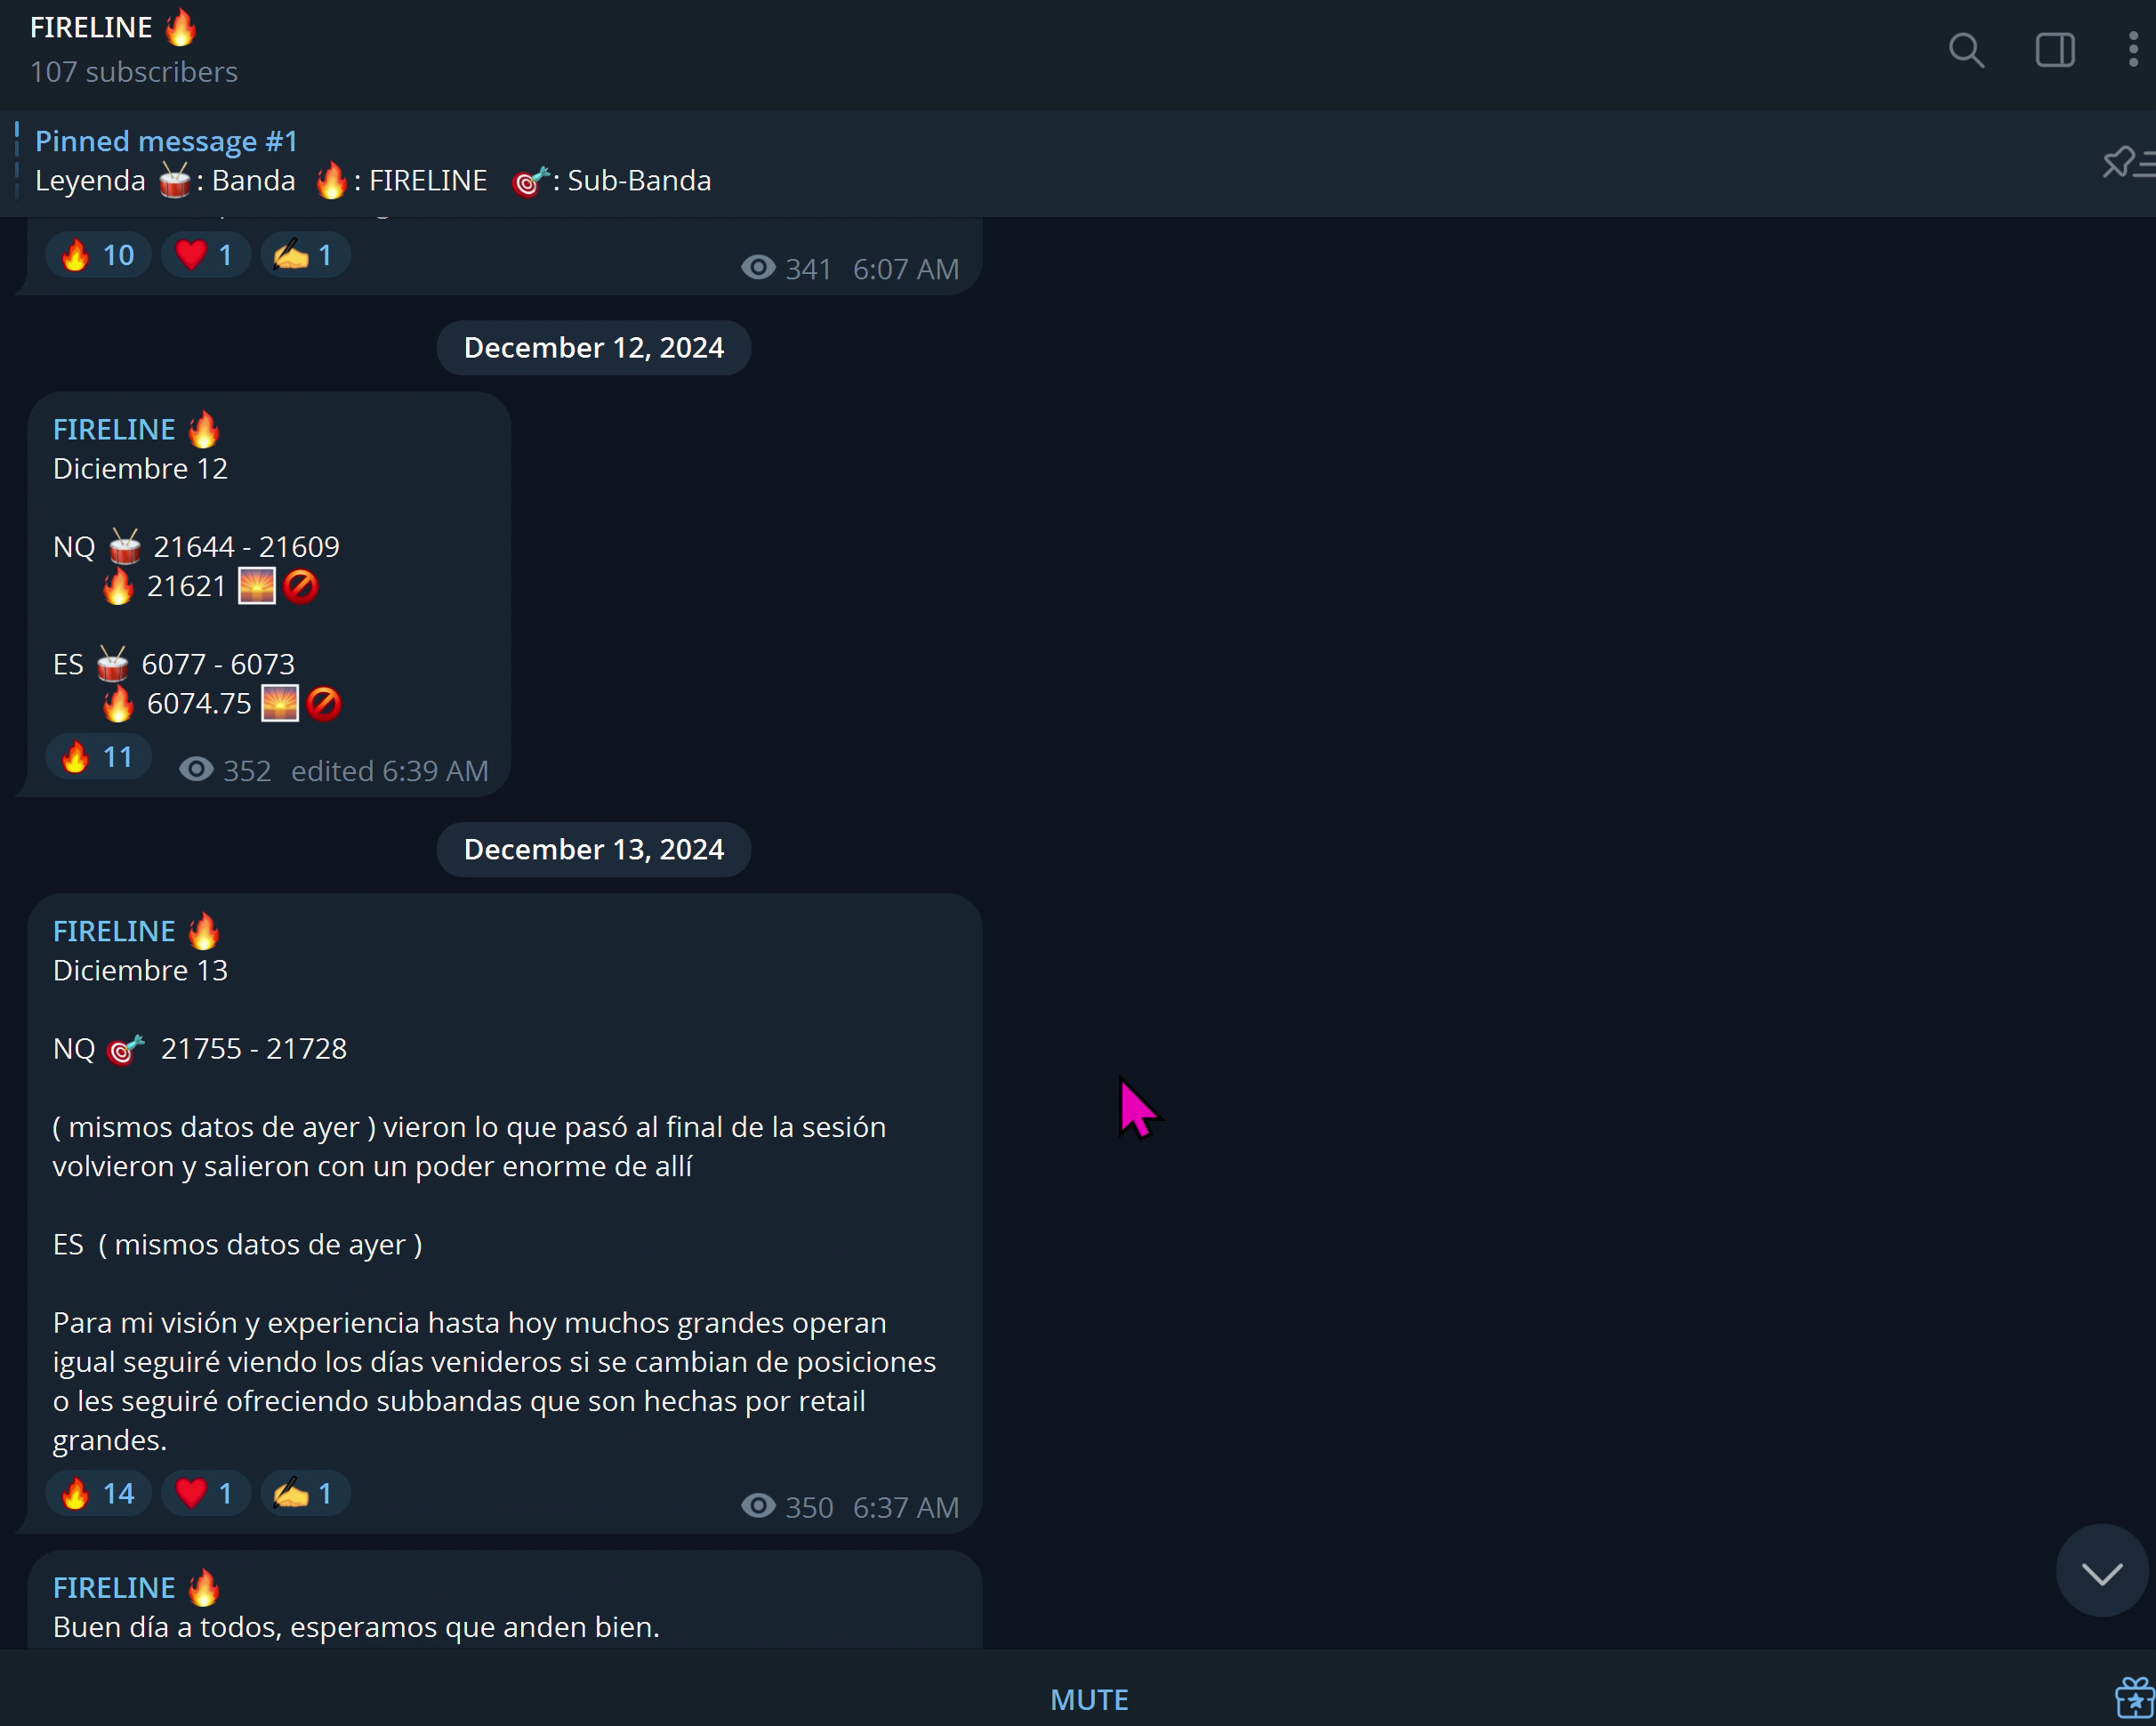 FIRELINE 🔥
107 subscribers
Pinned message #1
Leyenda 🥁: Banda 🔥: FIRELINE 🎯: Sub-Banda
🔥 10 ❤️ 1 ✍️ 1 341 6:07 AM
December 12, 2024
FIRELINE 🔥
Diciembre 12
NQ 🥁 21644 - 21609
🔥 21621 🌅🚫
ES 🥁 6077 - 6073
🔥 6074.75 🌅🚫
🔥 11 352 edited 6:39 AM
December 13, 2024
FIRELINE 🔥
Diciembre 13
NQ 🎯 21755 - 21728
( mismos datos de ayer ) vieron lo que pasó al final de la sesión
volvieron y salieron con un poder enorme de allí
ES ( mismos datos de ayer )
Para mi visión y experiencia hasta hoy muchos grandes operan
igual seguiré viendo los días venideros si se cambian de posiciones
o les seguiré ofreciendo subbandas que son hechas por retail
grandes.
🔥 14 ❤️ 1 ✍️ 1 350 6:37 AM
FIRELINE 🔥
Buen día a todos, esperamos que anden bien.
MUTE